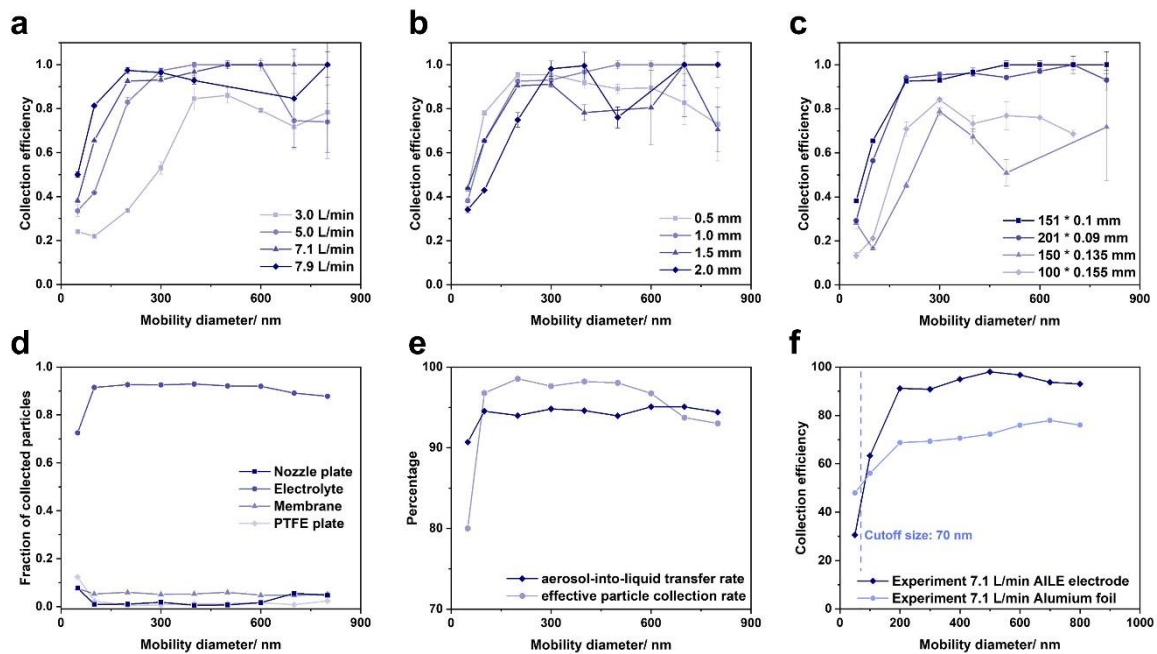 a
1.0
0.8
0.6
0.4
0.2
0.0
0
300
600
900
Collection efficiency
Mobility diameter/ nm
3.0 L/min
5.0 L/min
7.1 L/min
7.9 L/min
b
1.0
0.8
0.6
0.4
0.2
0.0
0
300
600
900
Collection efficiency
Mobility diameter/ nm
0.5 mm
1.0 mm
1.5 mm
2.0 mm
c
1.0
0.8
0.6
0.4
0.2
0.0
0
300
600
900
Collection efficiency
Mobility diameter/ nm
151 * 0.1 mm
201 * 0.09 mm
150 * 0.135 mm
100 * 0.155 mm
d
1.0
0.8
0.6
0.4
0.2
0.0
0
300
600
900
Fraction of collected particles
Mobility diameter/ nm
Nozzle plate
Electrolyte
Membrane
PTFE plate
e
100
90
80
70
0
300
600
900
Percentage
Mobility diameter/ nm
aerosol-into-liquid transfer rate
effective particle collection rate
f
100
80
60
40
20
0
0
200
400
600
800
1000
Collection efficiency
Mobility diameter/ nm
Cutoff size: 70 nm
Experiment 7.1 L/min AILE electrode
Experiment 7.1 L/min Alumium foil